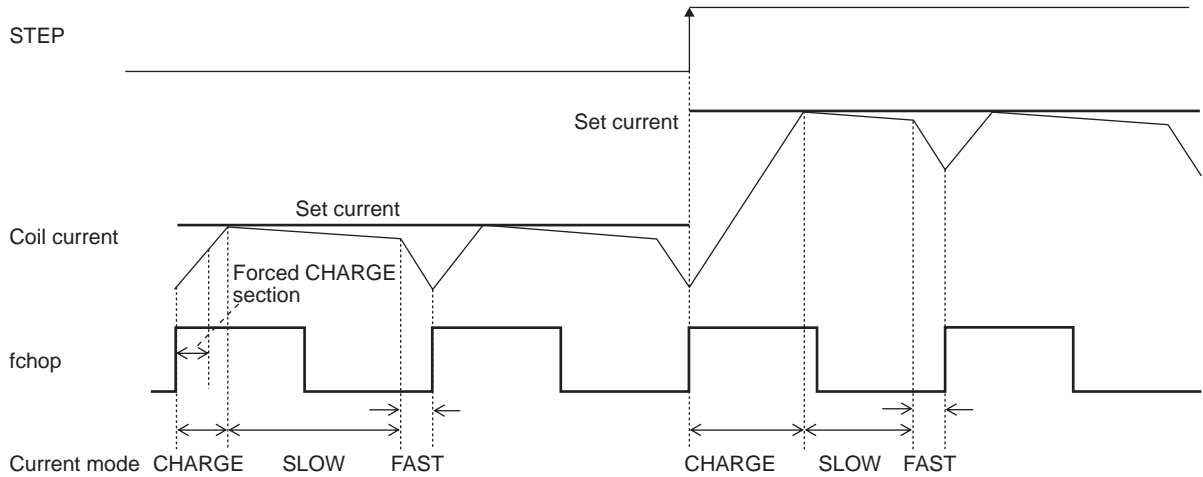 STEP
Set current
Set current
Coil current
Forced CHARGE
section
fchop
Current mode CHARGE SLOW FAST CHARGE SLOW FAST